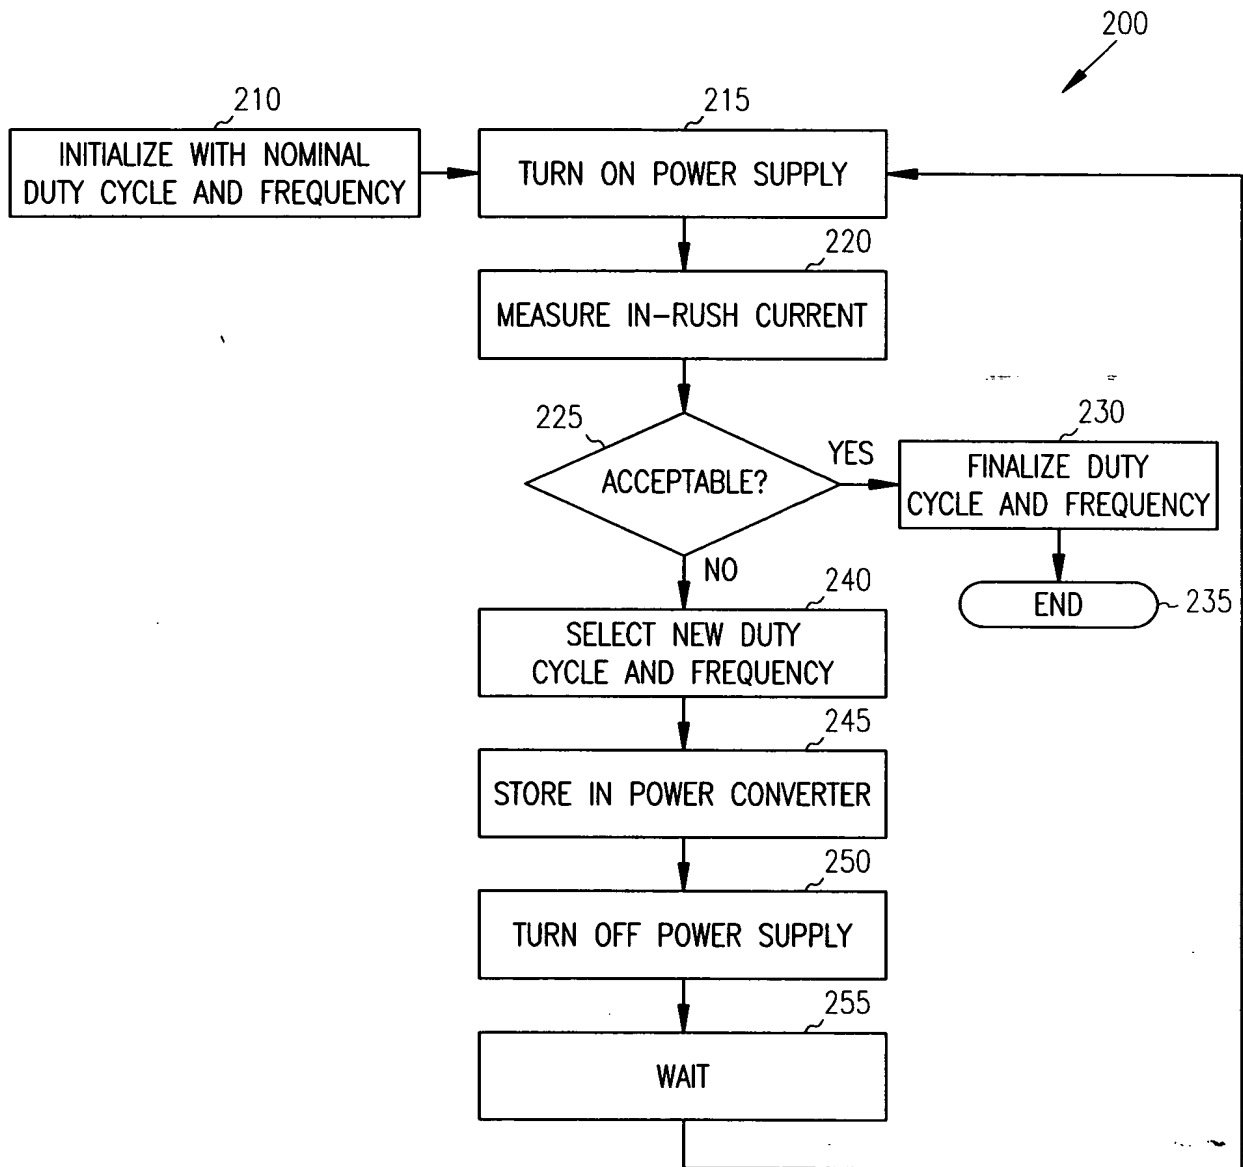 200
210
INITIALIZE WITH NOMINAL
DUTY CYCLE AND FREQUENCY
215
TURN ON POWER SUPPLY
220
MEASURE IN-RUSH CURRENT
225
ACCEPTABLE?
YES
230
FINALIZE DUTY
CYCLE AND FREQUENCY
END
235
NO
240
SELECT NEW DUTY
CYCLE AND FREQUENCY
245
STORE IN POWER CONVERTER
250
TURN OFF POWER SUPPLY
255
WAIT